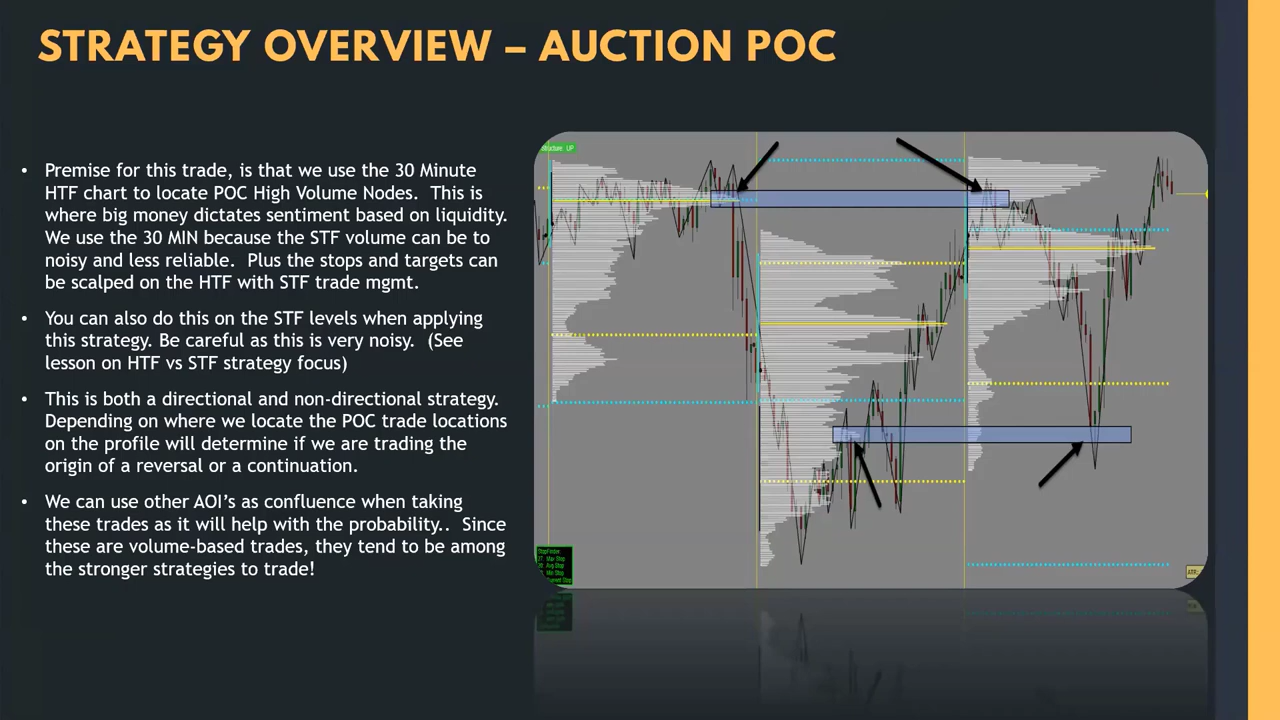 STRATEGY OVERVIEW – AUCTION POC
• Premise for this trade, is that we use the 30 Minute
HTF chart to locate POC High Volume Nodes. This is
where big money dictates sentiment based on liquidity.
We use the 30 MIN because the STF volume can be to
noisy and less reliable. Plus the stops and targets can
be scalped on the HTF with STF trade mgmt.
• You can also do this on the STF levels when applying
this strategy. Be careful as this is very noisy. (See
lesson on HTF vs STF strategy focus)
• This is both a directional and non-directional strategy.
Depending on where we locate the POC trade locations
on the profile will determine if we are trading the
origin of a reversal or a continuation.
• We can use other AOI's as confluence when taking
these trades as it will help with the probability.. Since
these are volume-based trades, they tend to be among
the stronger strategies to trade!
Structure: UP
Max Stop
Avg Stop
Min Stop